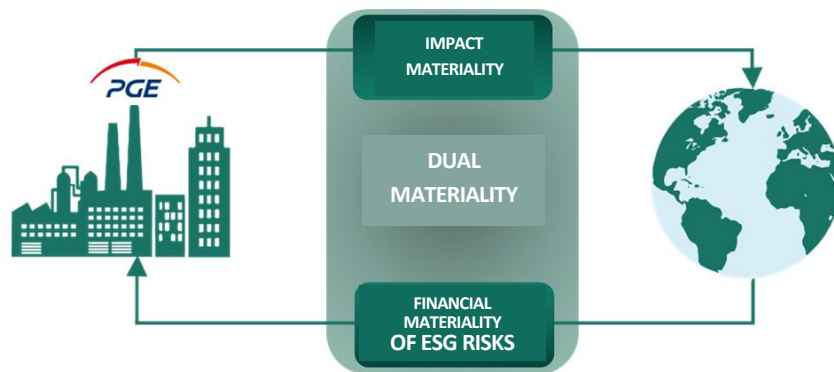 PGE
IMPACT
MATERIALITY
DUAL
MATERIALITY
FINANCIAL
MATERIALITY
OF ESG RISKS